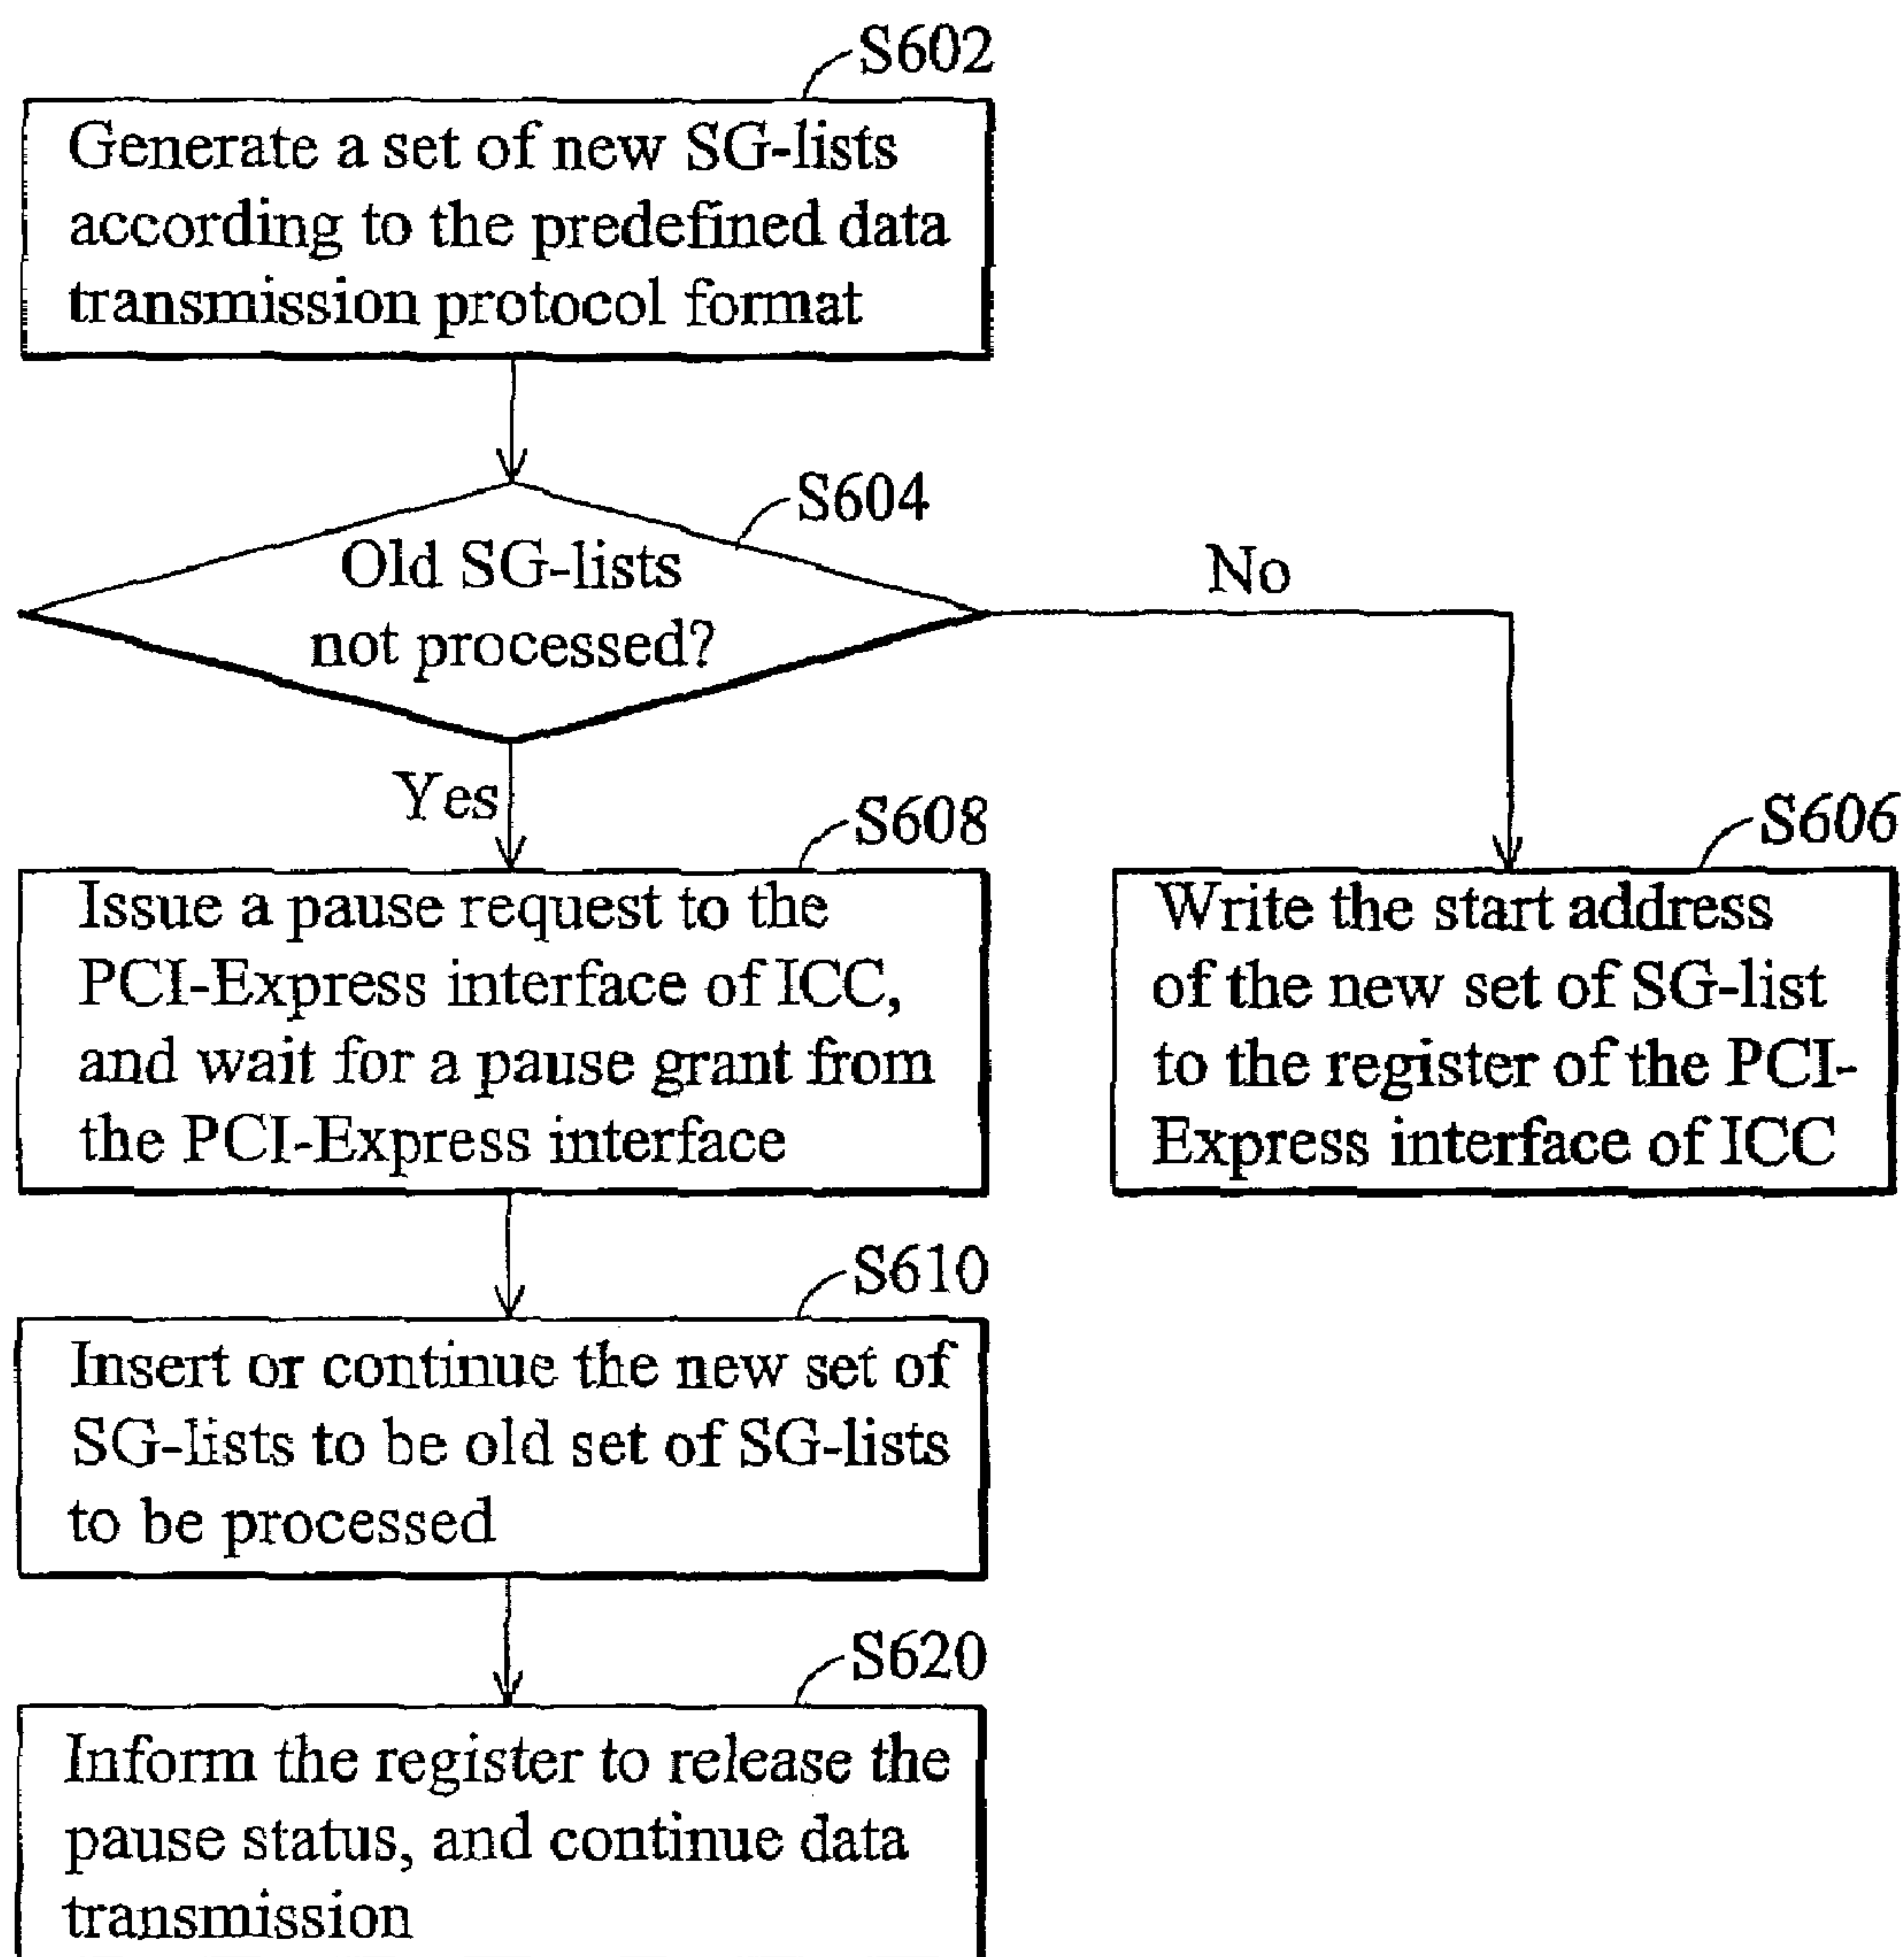 S602
Generate a set of new SG-lists
according to the predefined data
transmission protocol format
S604
Old SG-lists
not processed?
No
Yes
S608
Issue a pause request to the
PCI-Express interface of ICC,
and wait for a pause grant from
the PCI-Express interface
S606
Write the start address
of the new set of SG-list
to the register of the PCI-
Express interface of ICC
S610
Insert or continue the new set of
SG-lists to be old set of SG-lists
to be processed
S620
Inform the register to release the
pause status, and continue data
transmission